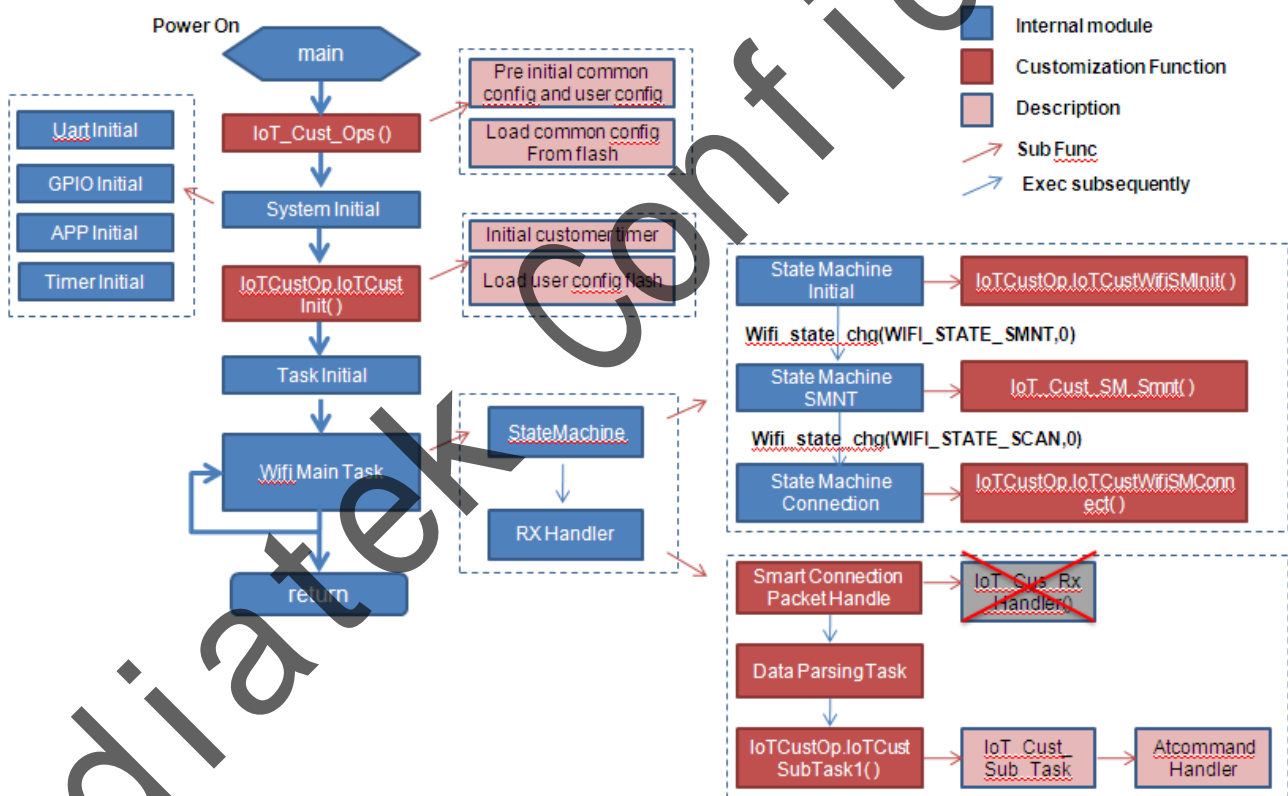 Power On
main
IoT_Cust_Ops ()
System Initial
IoTCustOp.IoTCust
Init( )
Task Initial
Wifi Main Task
return
Uart Initial
GPIO Initial
APP Initial
Timer Initial
Pre initial common
config and user config
Load common config
From flash
Initial customer timer
Load user config flash
StateMachine
RX Handler
Internal module
Customization Function
Description
Sub Func
Exec subsequently
State Machine
Initial
IoTCustOp.IoTCustWifiSMInit( )
Wifi_state_chg(WIFI_STATE_SMNT,0)
State Machine
SMNT
IoT_Cust_SM_Smnt( )
Wifi_state_chg(WIFI_STATE_SCAN,0)
State Machine
Connection
IoTCustOp.IoTCustWifiSMConn
ect( )
Smart Connection
Packet Handle
IoT_Cus_Rx
Handler()
Data Parsing Task
IoTCustOp.IoTCust
SubTask1( )
IoT_Cust_
Sub_Task
Atcommand
Handler
diatek Confid